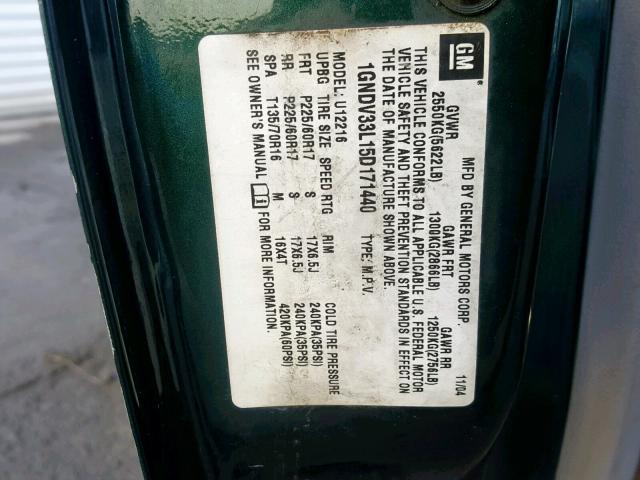 GM
MFD BY GENERAL MOTORS CORP. 11/04
GVWR GAWR FRT GAWR RR
2550KG(5622LB) 1300KG(2866LB) 1250KG(2756LB)
THIS VEHICLE CONFORMS TO ALL APPLICABLE U.S. FEDERAL MOTOR
VEHICLE SAFETY AND THEFT PREVENTION STANDARDS IN EFFECT ON
THE DATE OF MANUFACTURE SHOWN ABOVE.
1GNDV33L15D171440 TYPE: M.P.V.
MODEL: U12216
UPBG TIRE SIZE SPEED RTG RIM COLD TIRE PRESSURE
FRT P225/60R17 S 17X6.5J 240KPA(35PSI)
RR P225/60R17 S 17X6.5J 240KPA(35PSI)
SPA T135/70R16 M 16X4T 420KPA(60PSI)
SEE OWNER'S MANUAL FOR MORE INFORMATION.